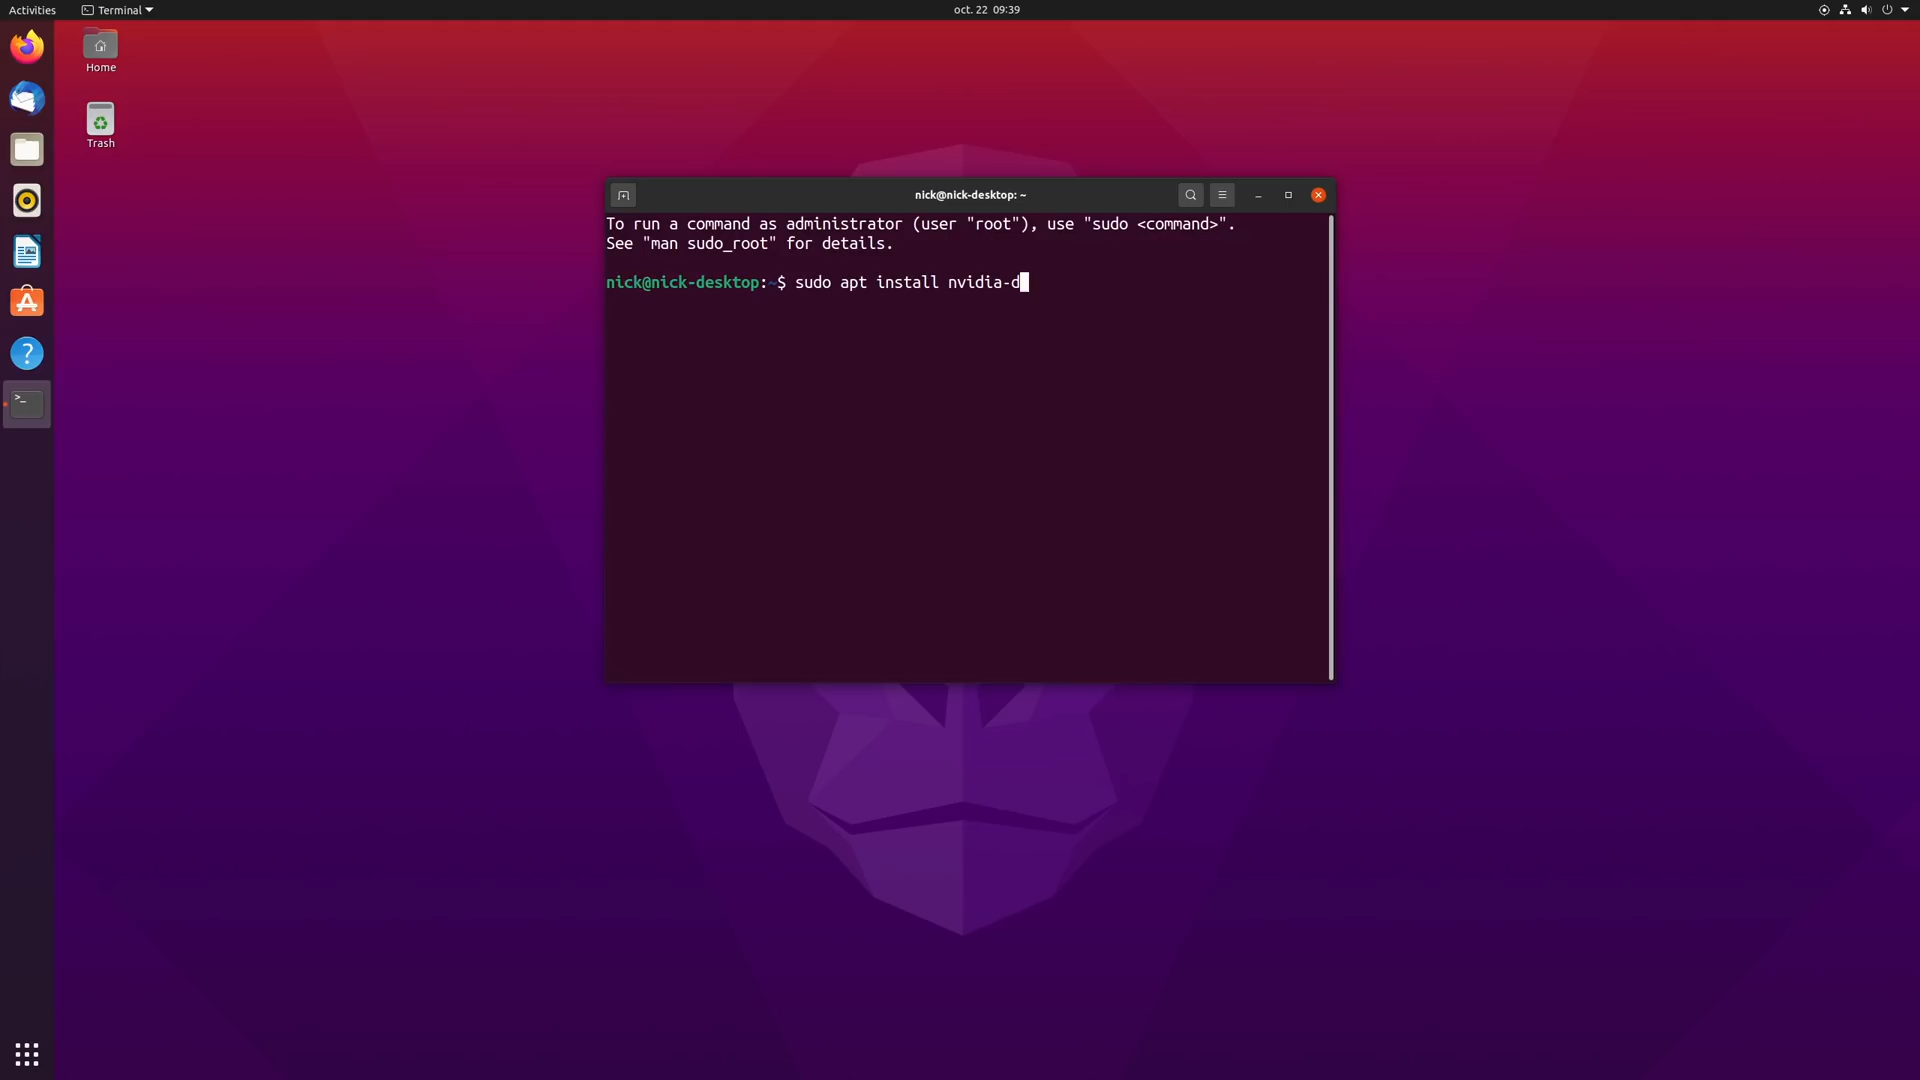 Activities
Terminal
oct. 22 09:39
Home
Trash
nick@nick-desktop: ~
To run a command as administrator (user "root"), use "sudo <command>".
See "man sudo_root" for details.
nick@nick-desktop:~$ sudo apt install nvidia-d